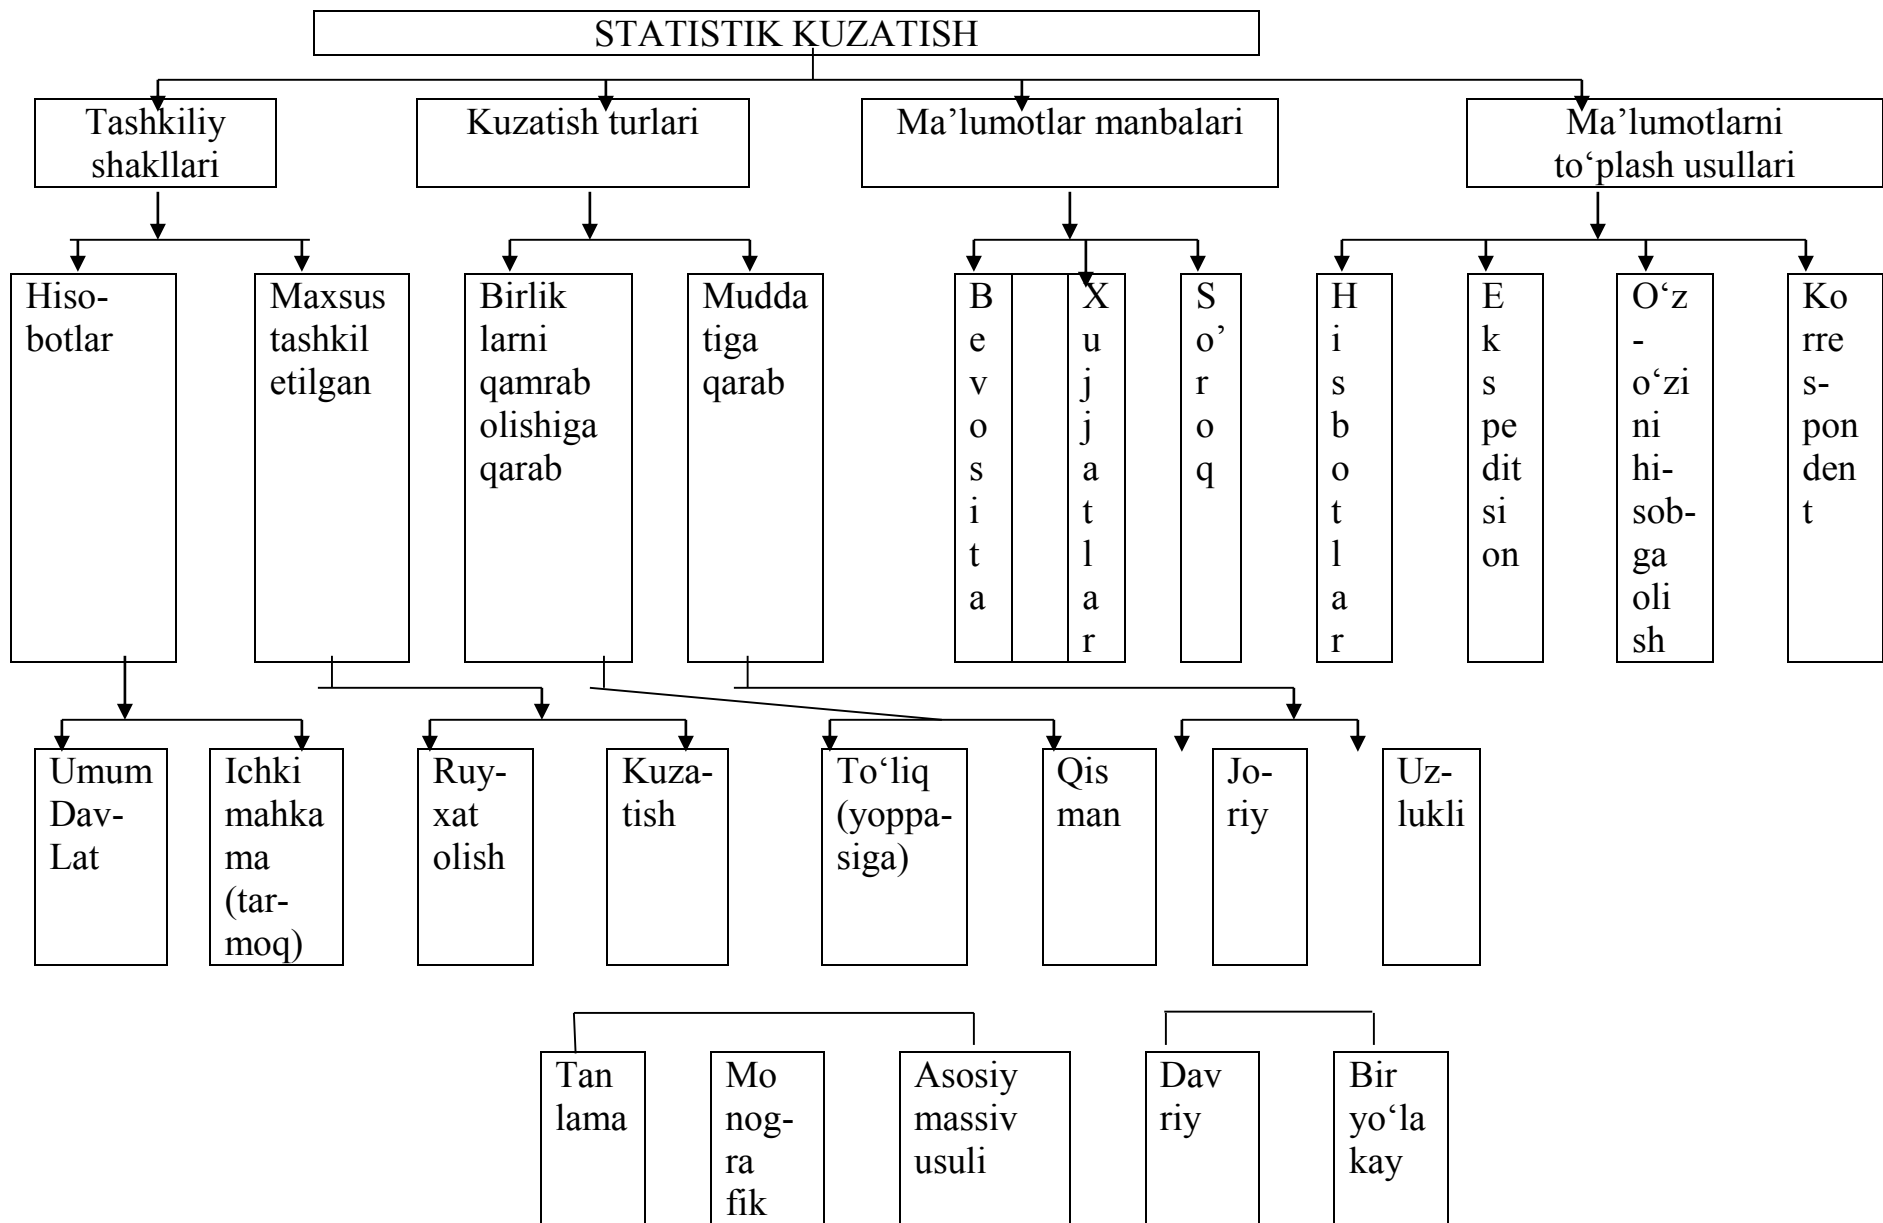 STATISTIK KUZATISH
Tashkiliy
shakllari
Kuzatish turlari
Ma’lumotlar manbalari
Ma’lumotlarni
to‘plash usullari
Hiso-
botlar
Maxsus
tashkil
etilgan
Birlik
larni
qamrab
olishiga
qarab
Mudda
tiga
qarab
B
e
v
o
s
i
t
a
X
u
j
j
a
t
l
a
r
S
o’
r
o
q
H
i
s
b
o
t
l
a
r
E
k
s
pe
dit
si
on
O‘z
-
o‘zi
ni
hi-
sob-
ga
oli
sh
Ko
rre
s-
pon
den
t
Umum
Dav-
Lat
Ichki
mahka
ma
(tar-
moq)
Ruy-
xat
olish
Kuza-
tish
To‘liq
(yoppa-
siga)
Qis
man
Jo-
riy
Uz-
lukli
Tan
lama
Mo
nog-
ra
fik
Asosiy
massiv
usuli
Dav
riy
Bir
yo‘la
kay